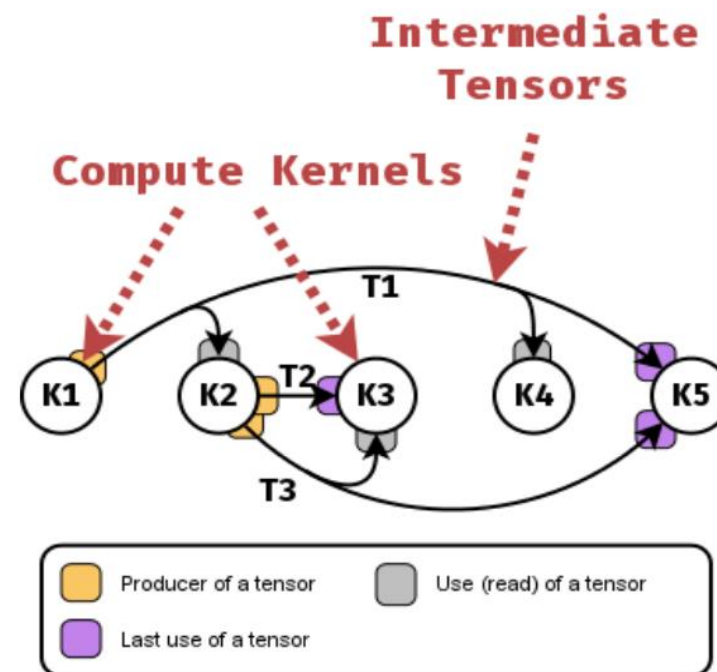 Intermediate
Tensors
Compute Kernels
T1
K1
K2
T2
K3
K4
K5
T3
Producer of a tensor
Use (read) of a tensor
Last use of a tensor